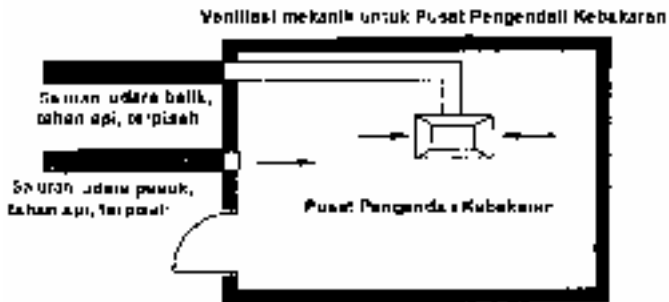 Ventilasi mekanik untuk Pusat Pengendali Kebakaran
Saluran udara balik,
tahan api, terpisah
Saluran udara pasok,
tahan api, terpisah
Pusat Pengendali Kebakaran